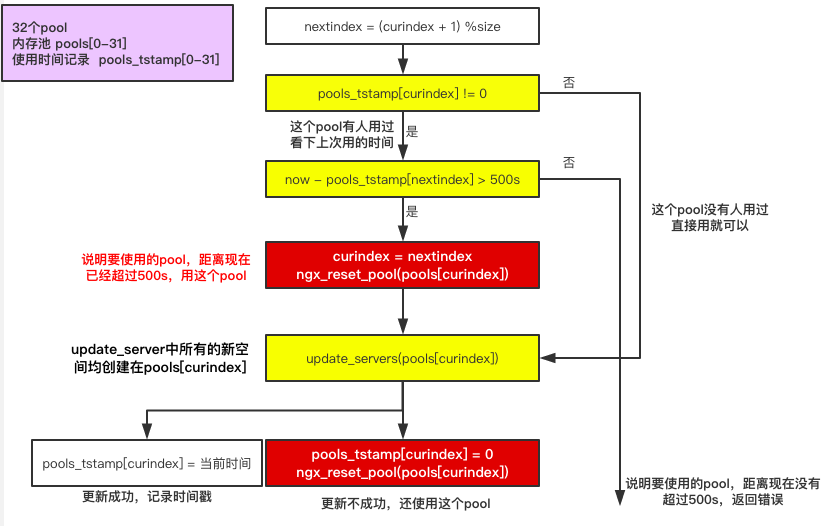 32个pool
内存池 pools[0-31]
使用时间记录 pools_tstamp[0-31]
nextindex = (curindex + 1) %size
pools_tstamp[curindex] != 0
否
这个pool有人用过
看下上次用的时间
是
now - pools_tstamp[nextindex] > 500s
否
是
这个pool没有人用过
直接用就可以
说明要使用的pool，距离现在
已经超过500s，用这个pool
curindex = nextindex
ngx_reset_pool(pools[curindex])
update_server中所有的新空
间均创建在pools[curindex]
update_servers(pools[curindex])
pools_tstamp[curindex] = 当前时间
pools_tstamp[curindex] = 0
ngx_reset_pool(pools[curindex])
更新成功，记录时间戳
更新不成功，还使用这个pool
说明要使用的pool，距离现在没有
超过500s，返回错误